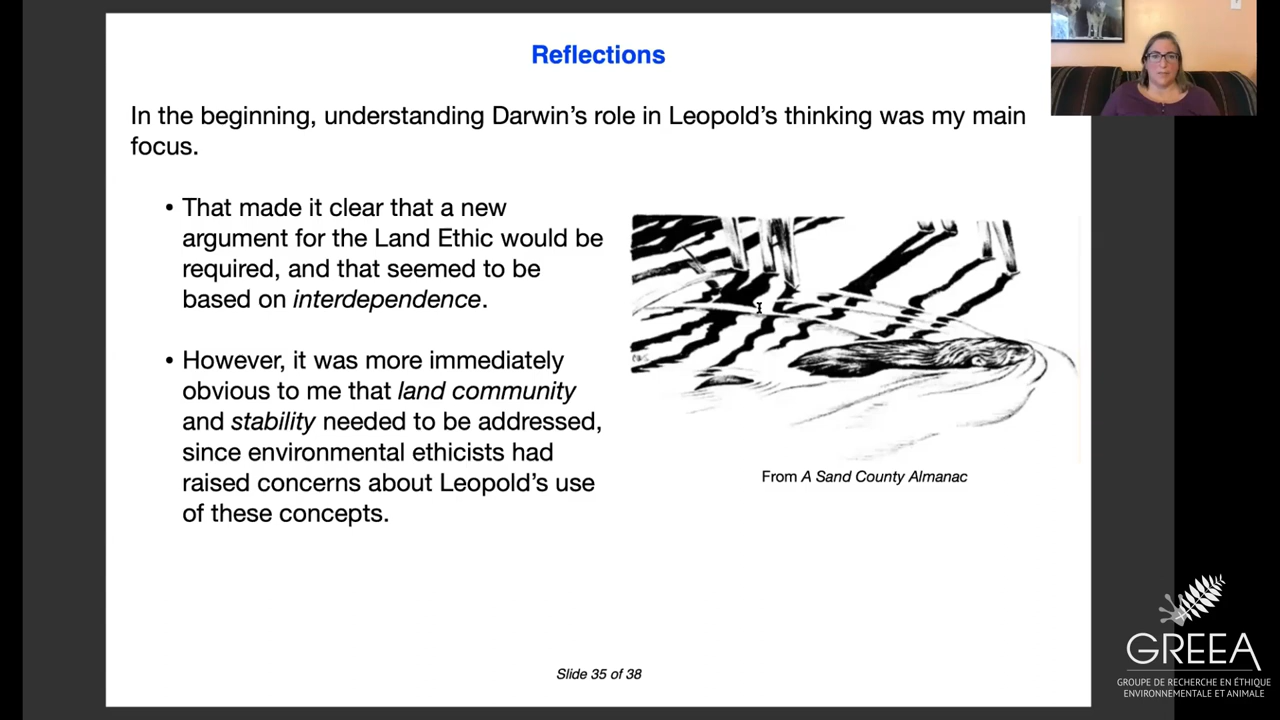 Reflections
In the beginning, understanding Darwin’s role in Leopold’s thinking was my main
focus.
• That made it clear that a new
argument for the Land Ethic would be
required, and that seemed to be
based on interdependence.
• However, it was more immediately
obvious to me that land community
and stability needed to be addressed,
since environmental ethicists had
raised concerns about Leopold’s use
of these concepts.
From A Sand County Almanac
Slide 35 of 38
GREEA
GROUPE DE RECHERCHE EN ÉTHIQUE
ENVIRONNEMENTALE ET ANIMALE